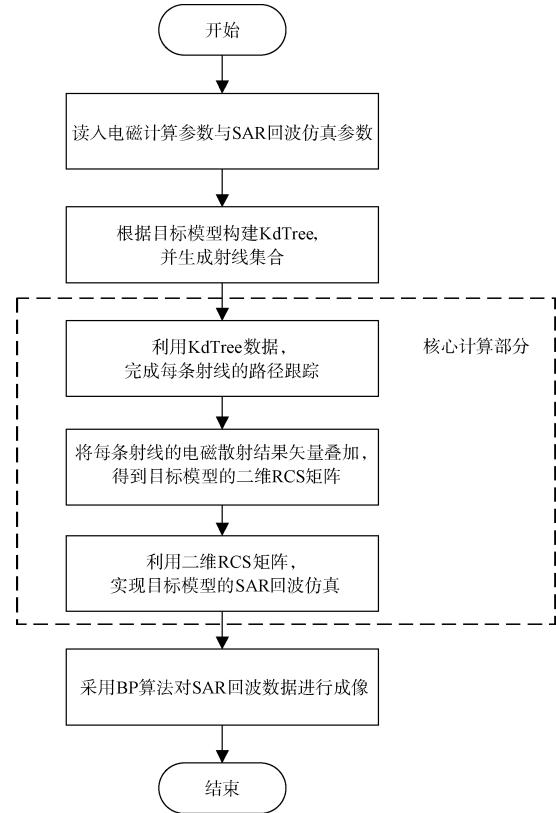 开始
读入电磁计算参数与SAR回波仿真参数
根据目标模型构建KdTree,
并生成射线集合
核心计算部分
利用KdTree数据,
完成每条射线的路径跟踪
将每条射线的电磁散射结果矢量叠加,
得到目标模型的二维RCS矩阵
利用二维RCS矩阵,
实现目标模型的SAR回波仿真
采用BP算法对SAR回波数据进行成像
结束